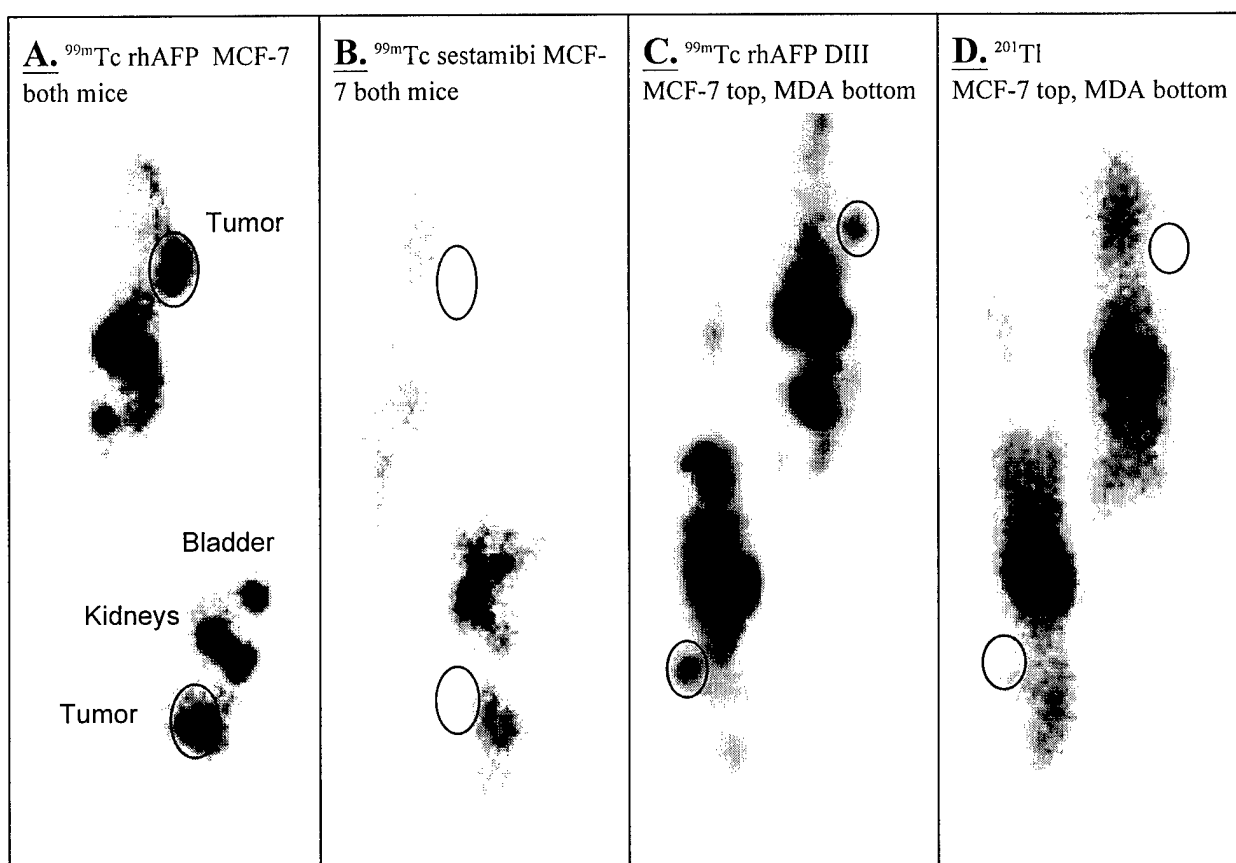 A. ⁹⁹ᵐTc rhAFP MCF-7
both mice
Tumor
Bladder
Kidneys
Tumor
B. ⁹⁹ᵐTc sestamibi MCF-
7 both mice
C. ⁹⁹ᵐTc rhAFP DIII
MCF-7 top, MDA bottom
D. ²⁰¹Tl
MCF-7 top, MDA bottom